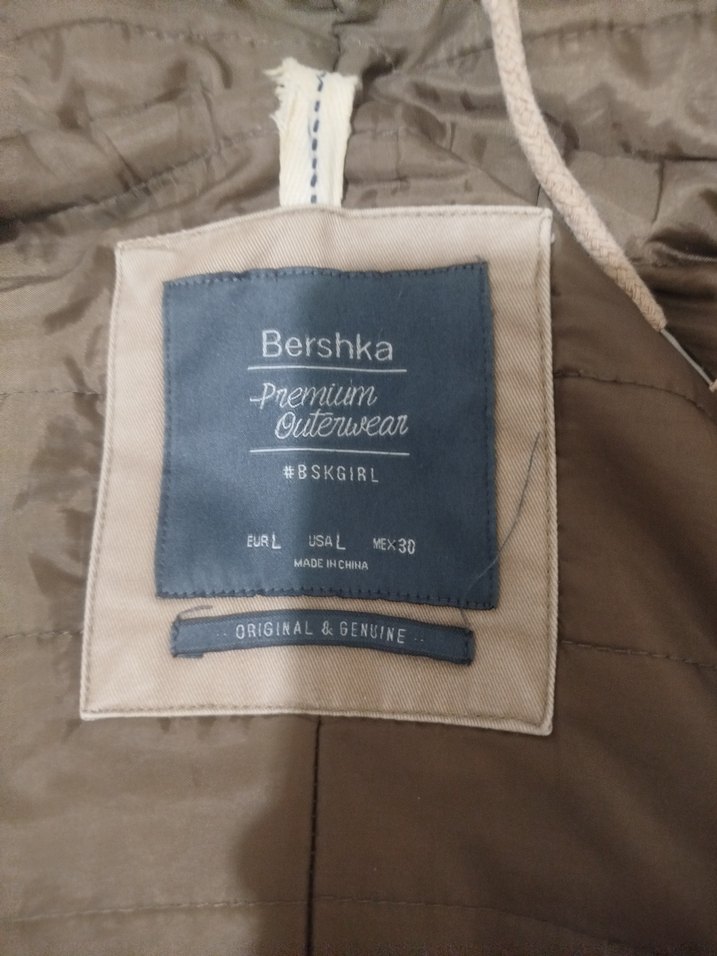 Bershka
Premium
Outerwear
#BSKGIRL
EUR L USA L MEX 30
MADE IN CHINA
·· ORIGINAL & GENUINE ··